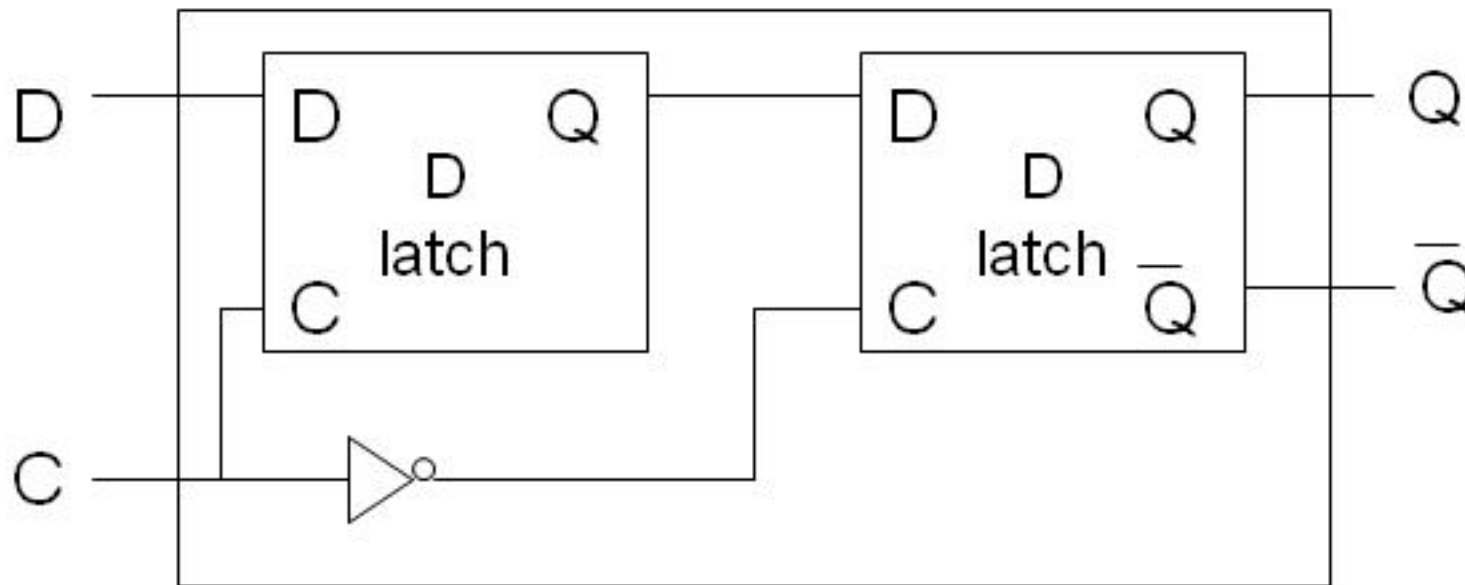 D D Q D Q Q
D D
latch latch
C C Q̅ Q̅
C